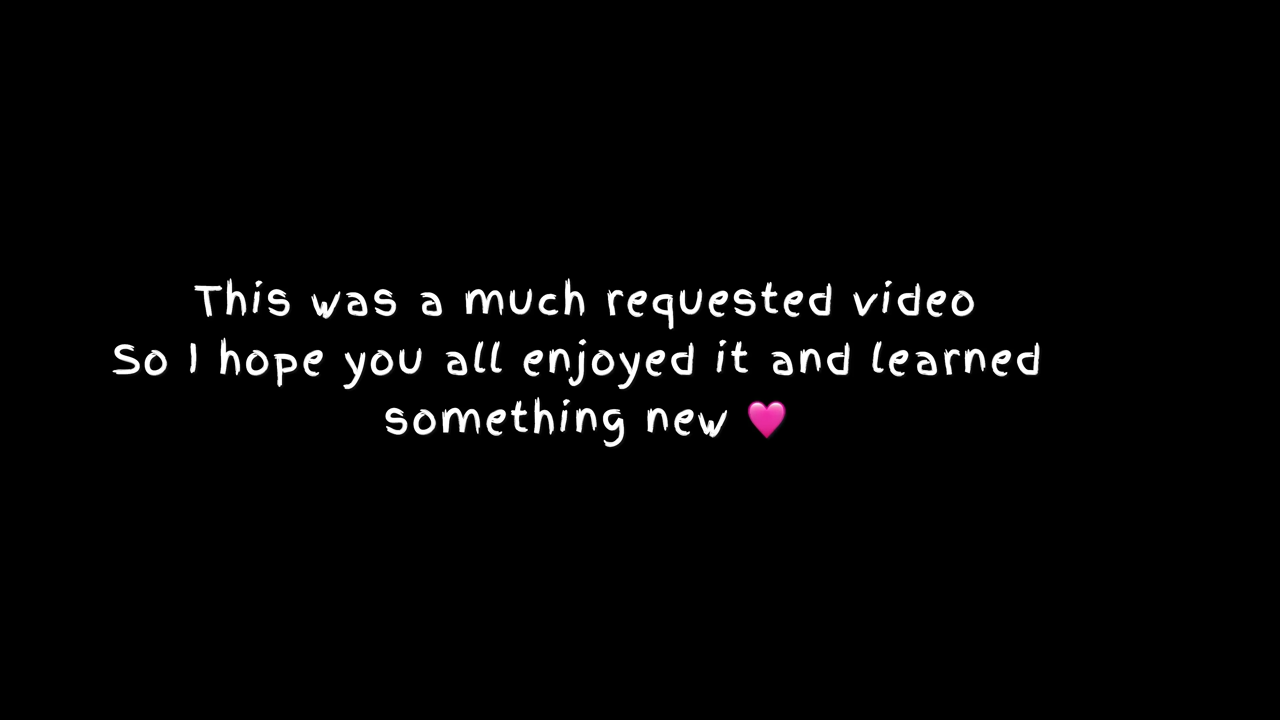 This was a much requested video
So I hope you all enjoyed it and learned
something new 🩷